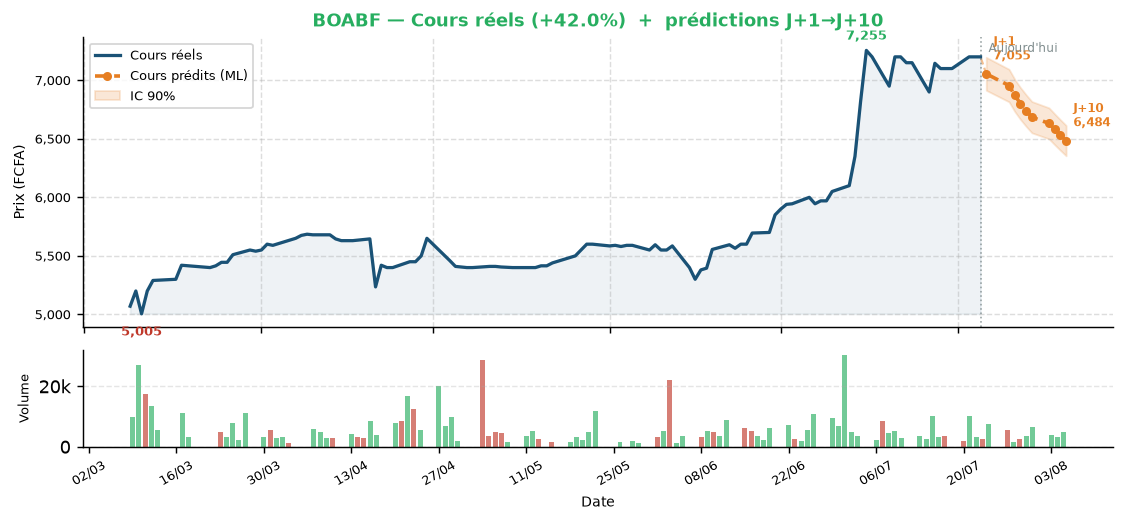 BOABF — Cours réels (+42.0%)  +  prédictions J+1→J+10
Cours réels
Cours prédits (ML)
IC 90%
7,255
Aujourd'hui
J+1
7,055
J+10
6,484
5,005
Prix (FCFA)
7,000
6,500
6,000
5,500
5,000
Volume
20k
0
02/03
16/03
30/03
13/04
27/04
11/05
25/05
08/06
22/06
06/07
20/07
03/08
Date